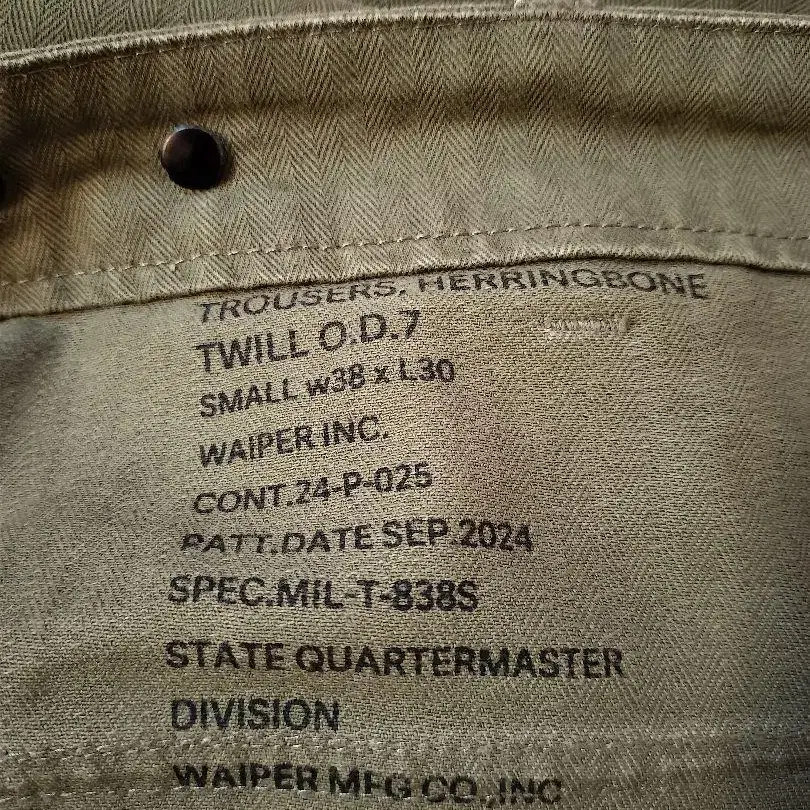 TROUSERS. HERRINGBONE
TWILL O.D.7
SMALL w38 x L30
WAIPER INC.
CONT.24-P-025
PATT.DATE SEP.2024
SPEC.MIL-T-838S
STATE QUARTERMASTER
DIVISION
WAIPER MFG CO.,INC